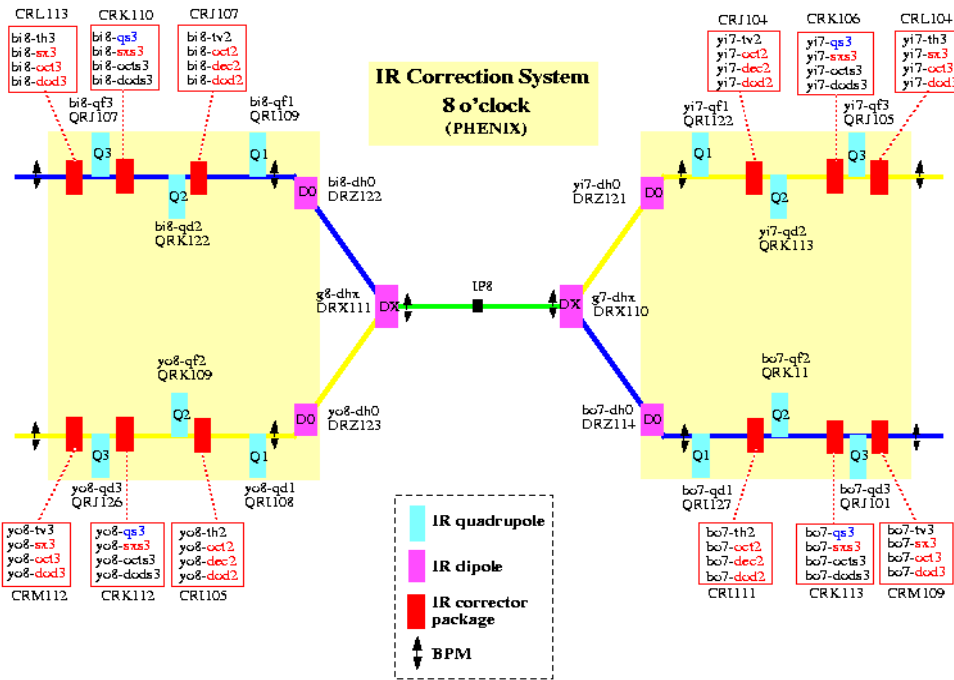 CRL113
CRK110
CRJ107
bi8-th3
bi8-sx3
bi8-oct3
bi8-dod3
bi8-qs3
bi8-sxs3
bi8-octs3
bi8-dods3
bi8-tv2
bi8-oct2
bi8-dec2
bi8-dod2
IR Correction System
8 o'clock
(PHENIX)
CRJ104
CRK106
CRL104
yi7-tv2
yi7-oct2
yi7-dec2
yi7-dod2
yi7-qs3
yi7-sxs3
yi7-octs3
yi7-dods3
yi7-th3
yi7-sx3
yi7-oct3
yi7-dod3
bi8-qf3
QRJ107
bi8-qf1
QRI109
yi7-qf1
QRI122
yi7-qf3
QRJ105
Q3
Q1
Q1
Q3
Q2
Q2
bi8-qd2
QRK122
D0
bi8-dh0
DRZ122
yi7-dh0
DRZ121
D0
yi7-qd2
QRK113
g8-dhx
DRX111
DX
IP8
DX
g7-dhx
DRX110
yo8-qf2
QRK109
bo7-qf2
QRK11
Q2
D0
yo8-dh0
DRZ123
bo7-dh0
DRZ114
D0
Q2
Q3
Q1
Q1
Q3
yo8-qd3
QRJ126
yo8-qd1
QRI108
bo7-qd1
QRI127
bo7-qd3
QRJ101
yo8-tv3
yo8-sx3
yo8-oct3
yo8-dod3
CRM112
yo8-qs3
yo8-sxs3
yo8-octs3
yo8-dods3
CRK112
yo8-th2
yo8-oct2
yo8-dec2
yo8-dod2
CRI105
IR quadrupole
IR dipole
IR corrector
package
BPM
bo7-th2
bo7-oct2
bo7-dec2
bo7-dod2
CRI111
bo7-qs3
bo7-sxs3
bo7-octs3
bo7-dods3
CRK113
bo7-tv3
bo7-sx3
bo7-oct3
bo7-dod3
CRM109